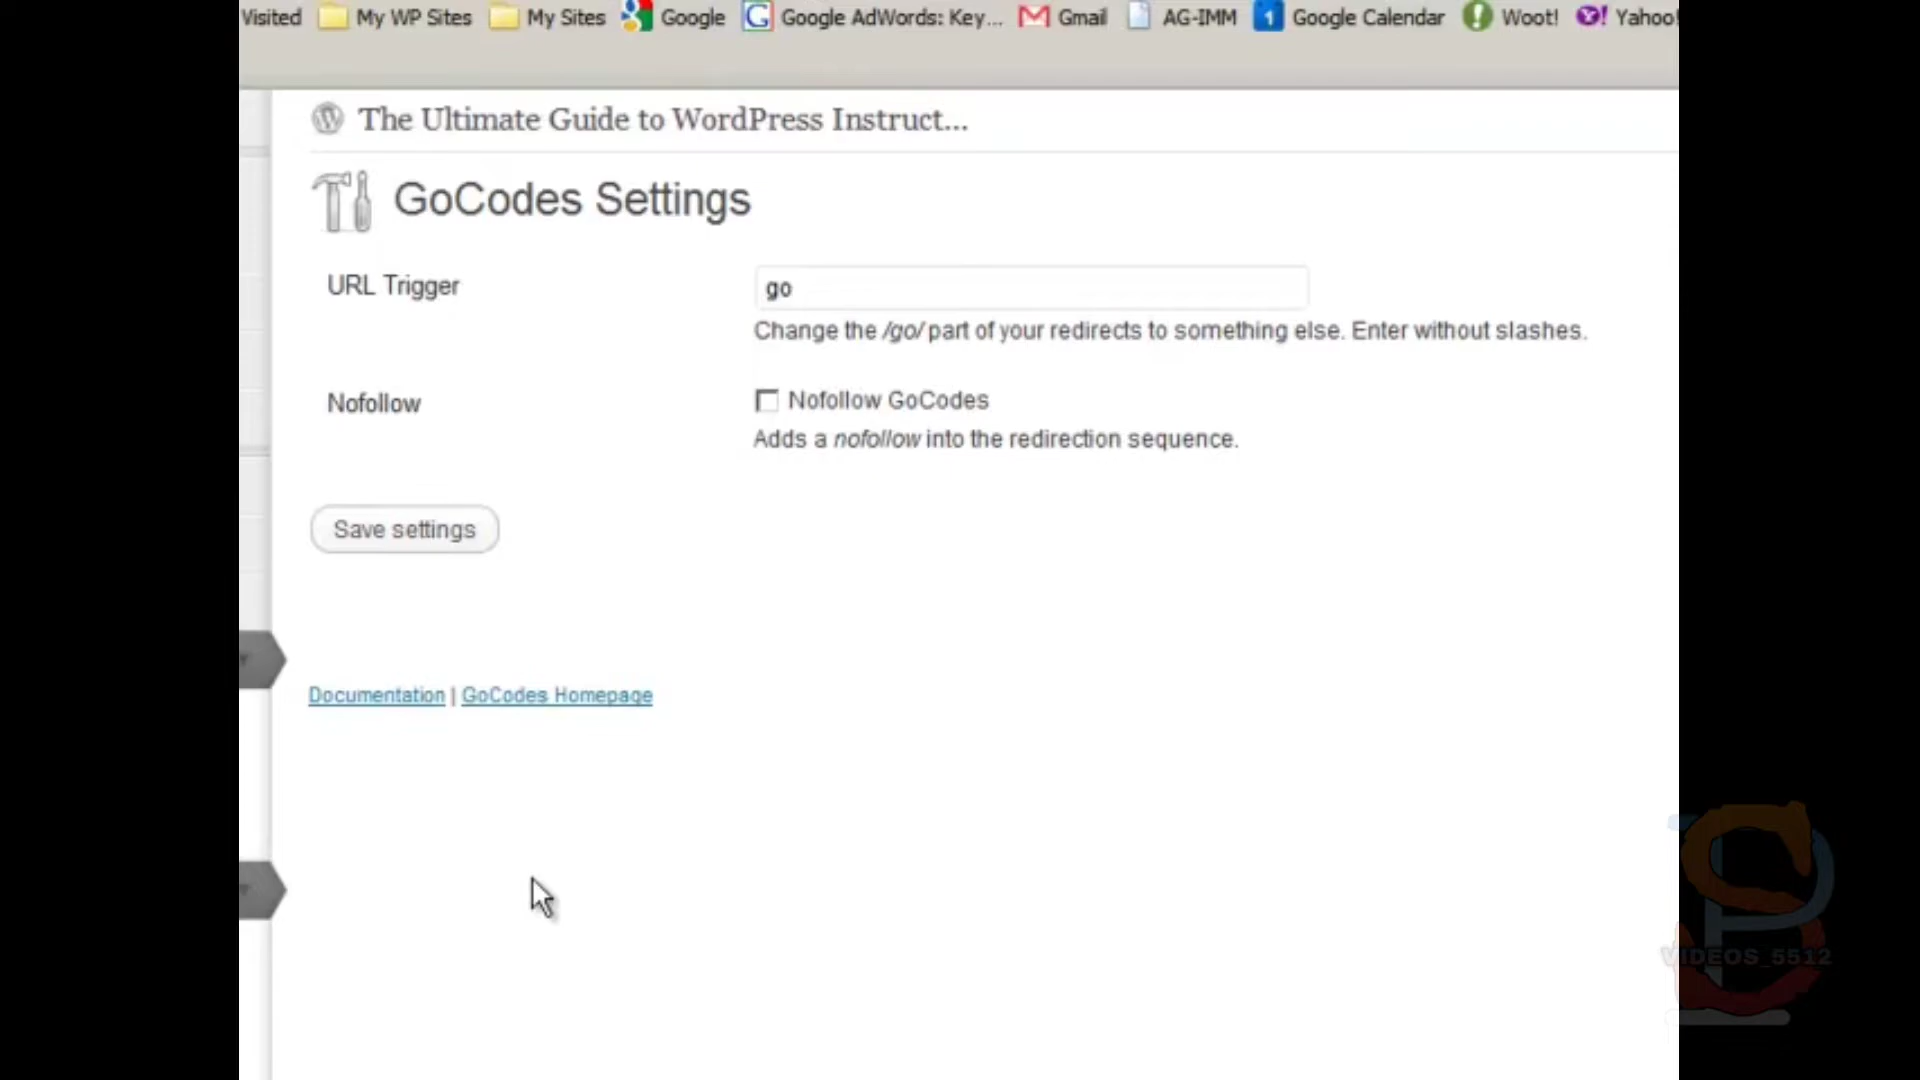 Visited My WP Sites My Sites Google Google AdWords: Key... Gmail AG-IMM 1 Google Calendar Woot! Yahoo!
The Ultimate Guide to WordPress Instruct...
GoCodes Settings
URL Trigger go
Change the /go/ part of your redirects to something else. Enter without slashes.
Nofollow Nofollow GoCodes
Adds a nofollow into the redirection sequence.
Save settings
Documentation | GoCodes Homepage
VIDEOS_5512